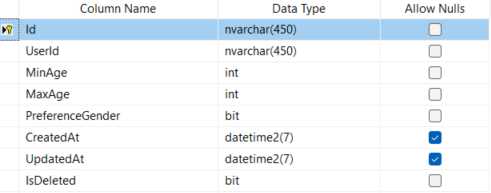 Column Name Data Type Allow Nulls
Id nvarchar(450)
UserId nvarchar(450)
MinAge int
MaxAge int
PreferenceGender bit
CreatedAt datetime2(7)
UpdatedAt datetime2(7)
IsDeleted bit